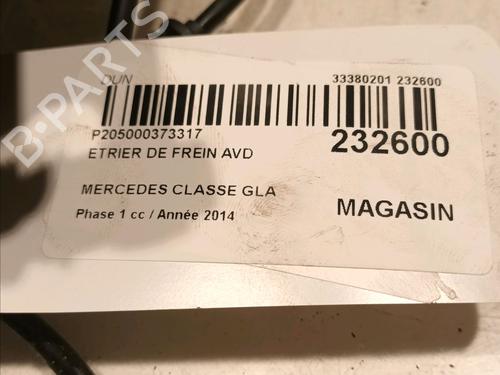 DUN
33380201 232600
P205000373317
232600
ETRIER DE FREIN AVD
MERCEDES CLASSE GLA
Phase 1 cc / Année 2014
MAGASIN
B-PARTS